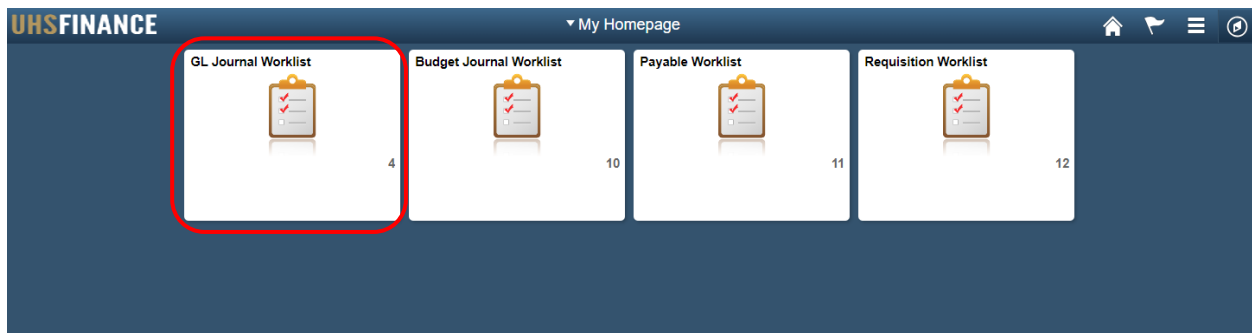 UHSFINANCE
My Homepage
GL Journal Worklist
4
Budget Journal Worklist
10
Payable Worklist
11
Requisition Worklist
12